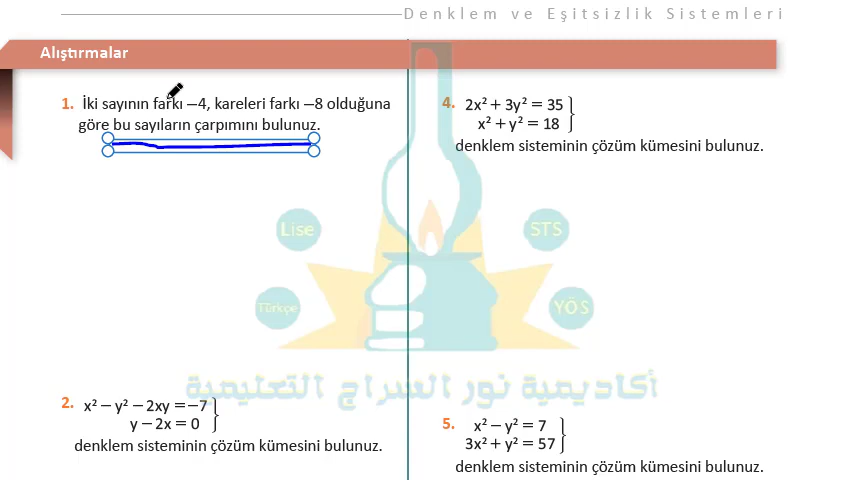 Denklem ve Eşitsizlik Sistemleri
Alıştırmalar
1. İki sayının farkı −4, kareleri farkı −8 olduğuna
göre bu sayıların çarpımını bulunuz.
2. x² − y² − 2xy = −7
y − 2x = 0
denklem sisteminin çözüm kümesini bulunuz.
4. 2x² + 3y² = 35
x² + y² = 18
denklem sisteminin çözüm kümesini bulunuz.
5. x² − y² = 7
3x² + y² = 57
denklem sisteminin çözüm kümesini bulunuz.
Lise
STS
Türkçe
YÖS
أكاديمية نور السراج التعليمية